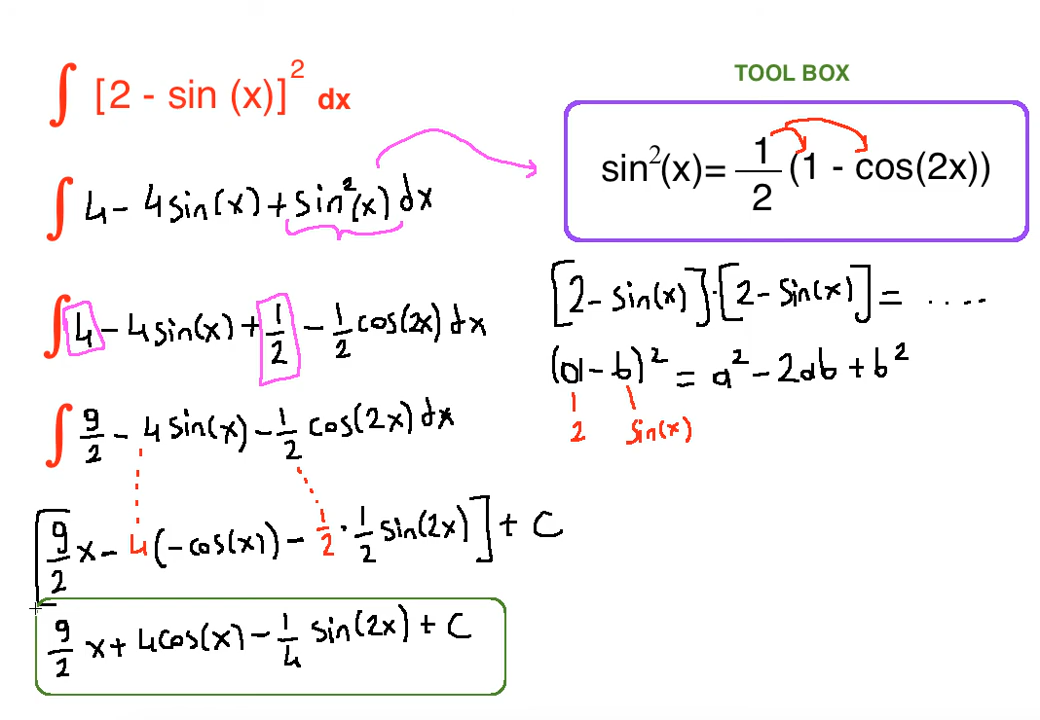 ∫ [2 - sin (x)]² dx
∫ 4 - 4sin(x) + sin²(x) dx
∫ 4 - 4sin(x) + 1/2 - 1/2 cos(2x) dx
∫ 9/2 - 4 sin(x) - 1/2 cos(2x) dx
[9/2 x - 4(-cos(x)) - 1/2 · 1/2 sin(2x)] + C
9/2 x + 4cos(x) - 1/4 sin(2x) + C
TOOL BOX
sin²(x)= 1/2 (1 - cos(2x))
[2 - sin(x)]·[2 - sin(x)] = ....
(a - b)² = a² - 2ab + b²
2 sin(x)